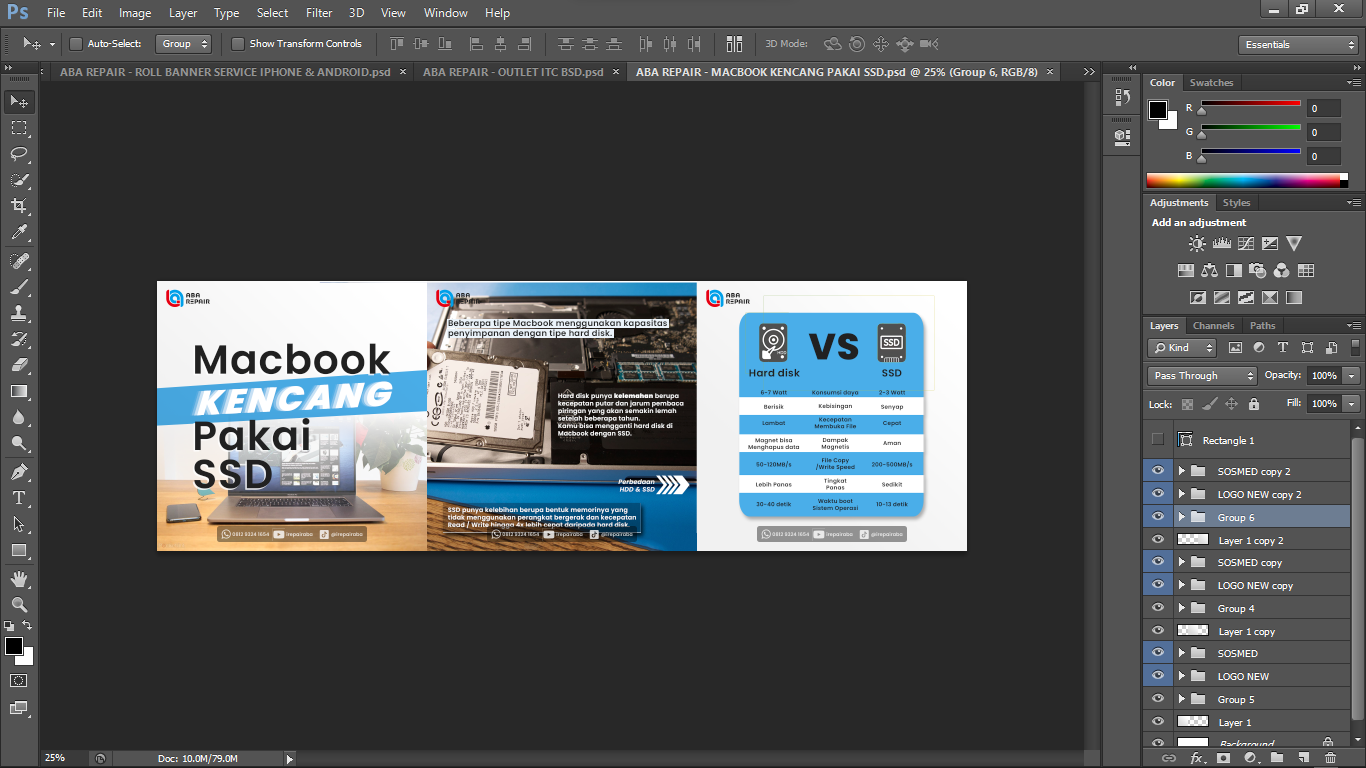 Ps File Edit Image Layer Type Select Filter 3D View Window Help
Auto-Select: Group Show Transform Controls 3D Mode: Essentials
ABA REPAIR - ROLL BANNER SERVICE IPHONE & ANDROID.psd × ABA REPAIR - OUTLET ITC BSD.psd × ABA REPAIR - MACBOOK KENCANG PAKAI SSD.psd @ 25% (Group 6, RGB/8) ×
ABA
REPAIR
Macbook
KENCANG
Pakai
SSD
0812 9324 1654 irepairaba @irepairaba
ABA
REPAIR
Beberapa tipe Macbook menggunakan kapasitas
penyimpanan dengan tipe hard disk.
Hard disk punya kelemahan berupa
kecepatan putar dan jarum pembaca
piringan yang akan semakin lemah
setelah beberapa tahun.
Kamu bisa mengganti hard disk di
Macbook dengan SSD.
Perbedaan
HDD & SSD
SSD punya kelebihan berupa bentuk memorinya yang
tidak menggunakan perangkat bergerak dan kecepatan
Read / Write hingga 4x lebih cepat daripada hard disk.
0812 9324 1654 irepairaba @irepairaba
ABA
REPAIR
HDD VS SSD
Hard disk SSD
6-7 Watt Konsumsi daya 2-3 Watt
Berisik Kebisingan Senyap
Lambat Kecepatan Membuka File Cepat
Magnet bisa Menghapus data Dampak Magnetis Aman
50-120MB/s File Copy /Write Speed 200-500MB/s
Lebih Panas Tingkat Panas Sedikit
30-40 detik Waktu boot Sistem Operasi 10-13 detik
0812 9324 1654 irepairaba @irepairaba
Color Swatches
R 0
G 0
B 0
Adjustments Styles
Add an adjustment
Layers Channels Paths
Kind
Pass Through Opacity: 100%
Lock: Fill: 100%
Rectangle 1
SOSMED copy 2
LOGO NEW copy 2
Group 6
Layer 1 copy 2
SOSMED copy
LOGO NEW copy
Group 4
Layer 1 copy
SOSMED
LOGO NEW
Group 5
Layer 1
Background
25% Doc: 10.0M/79.0M